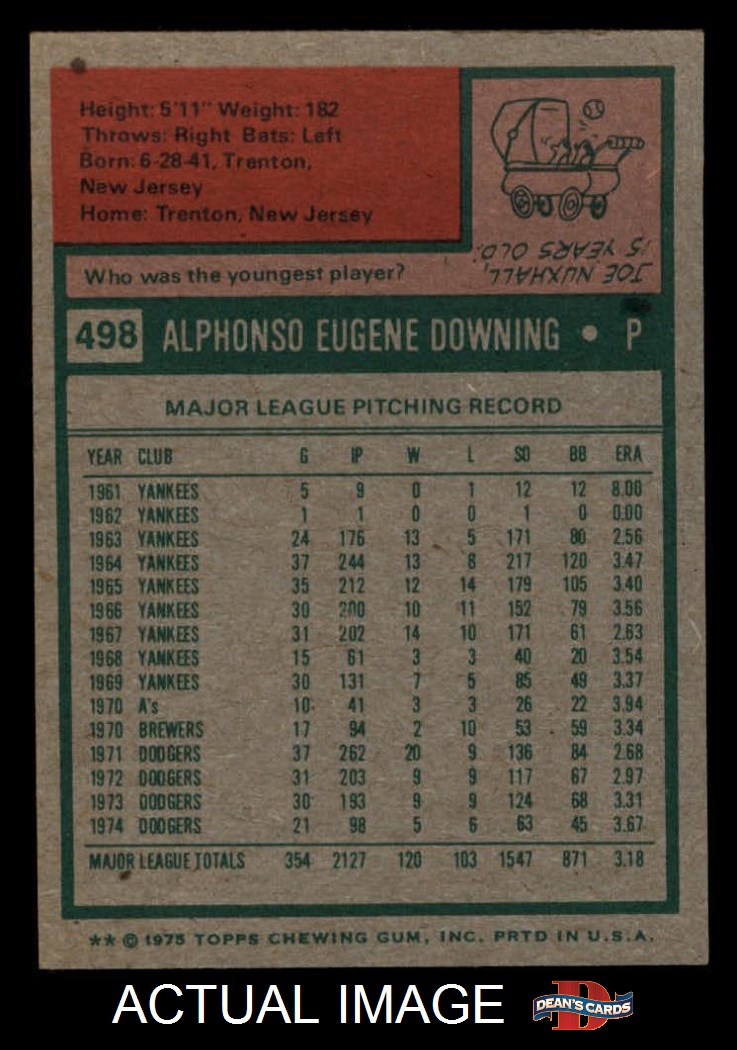 Height: 5'11" Weight: 182
Throws: Right Bats: Left
Born: 6-28-41, Trenton,
New Jersey
Home: Trenton, New Jersey
Who was the youngest player?
JOE NUXHALL,
15 YEARS OLD.
498 ALPHONSO EUGENE DOWNING • P
MAJOR LEAGUE PITCHING RECORD
YEAR CLUB G IP W L SO BB ERA
1961 YANKEES 5 9 0 1 12 12 8.00
1962 YANKEES 1 1 0 0 1 0 0.00
1963 YANKEES 24 176 13 5 171 80 2.56
1964 YANKEES 37 244 13 8 217 120 3.47
1965 YANKEES 35 212 12 14 179 105 3.40
1966 YANKEES 30 200 10 11 152 79 3.56
1967 YANKEES 31 202 14 10 171 61 2.63
1968 YANKEES 15 61 3 3 40 20 3.54
1969 YANKEES 30 131 7 5 85 49 3.37
1970 A's 10 41 3 3 26 22 3.94
1970 BREWERS 17 94 2 10 53 59 3.34
1971 DODGERS 37 262 20 9 136 84 2.68
1972 DODGERS 31 203 9 9 117 67 2.97
1973 DODGERS 30 193 9 9 124 68 3.31
1974 DODGERS 21 98 5 6 63 45 3.67
MAJOR LEAGUE TOTALS 354 2127 120 103 1547 871 3.18
** © 1975 TOPPS CHEWING GUM, INC. PRTD IN U.S.A.
ACTUAL IMAGE
DEAN'S CARDS